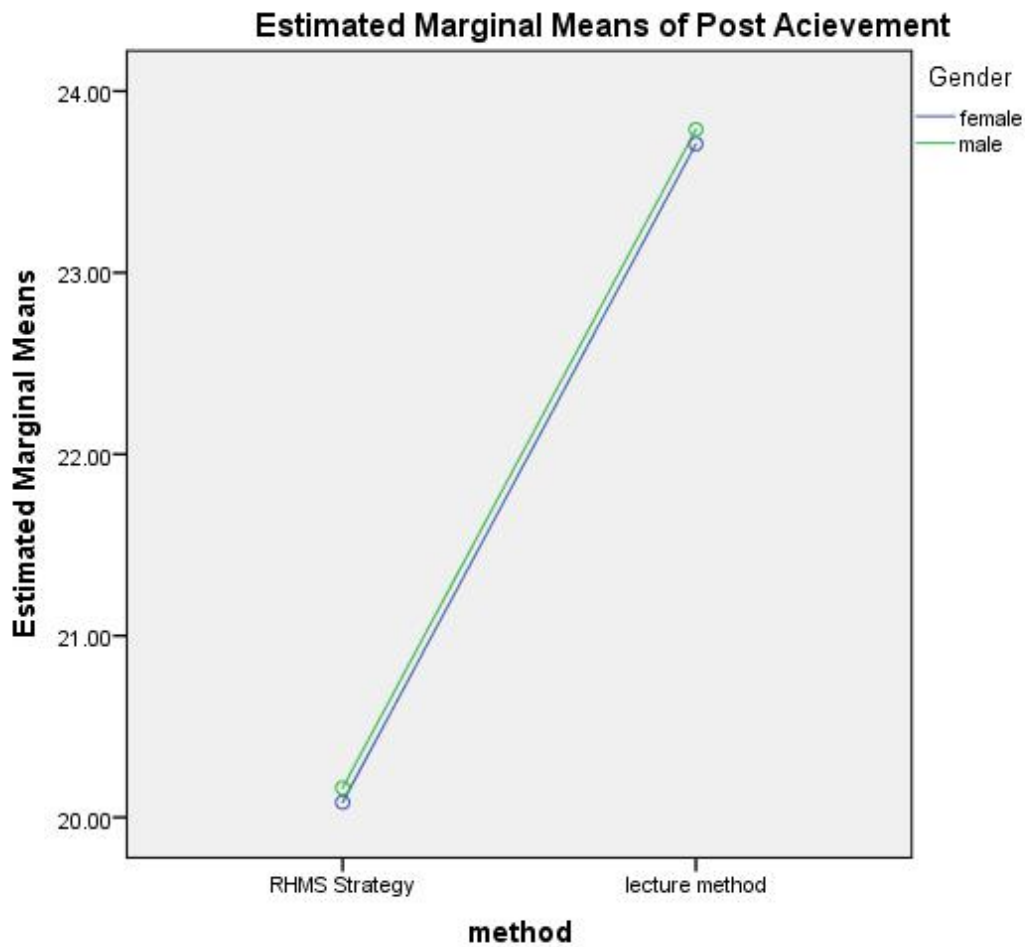 Estimated Marginal Means of Post Acievement
Gender
female
male
Estimated Marginal Means
24.00
23.00
22.00
21.00
20.00
RHMS Strategy
lecture method
method